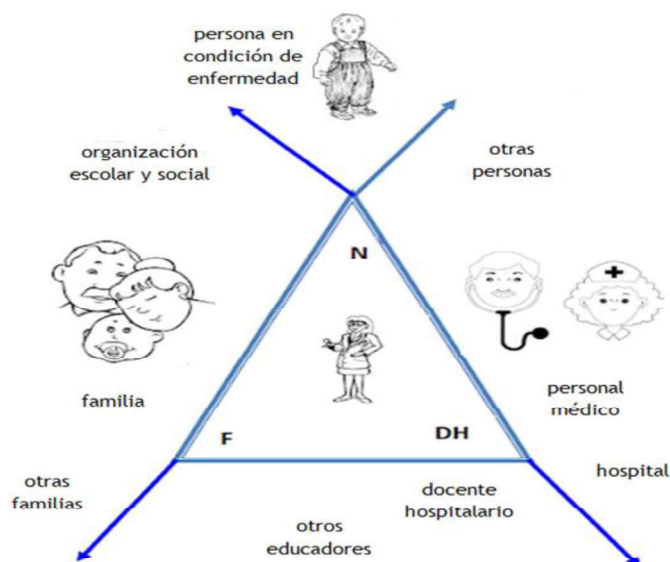 persona en
condición de
enfermedad
organización
escolar y social
otras
personas
N
familia
personal
médico
F
DH
otras
familias
docente
hospitalario
hospital
otros
educadores